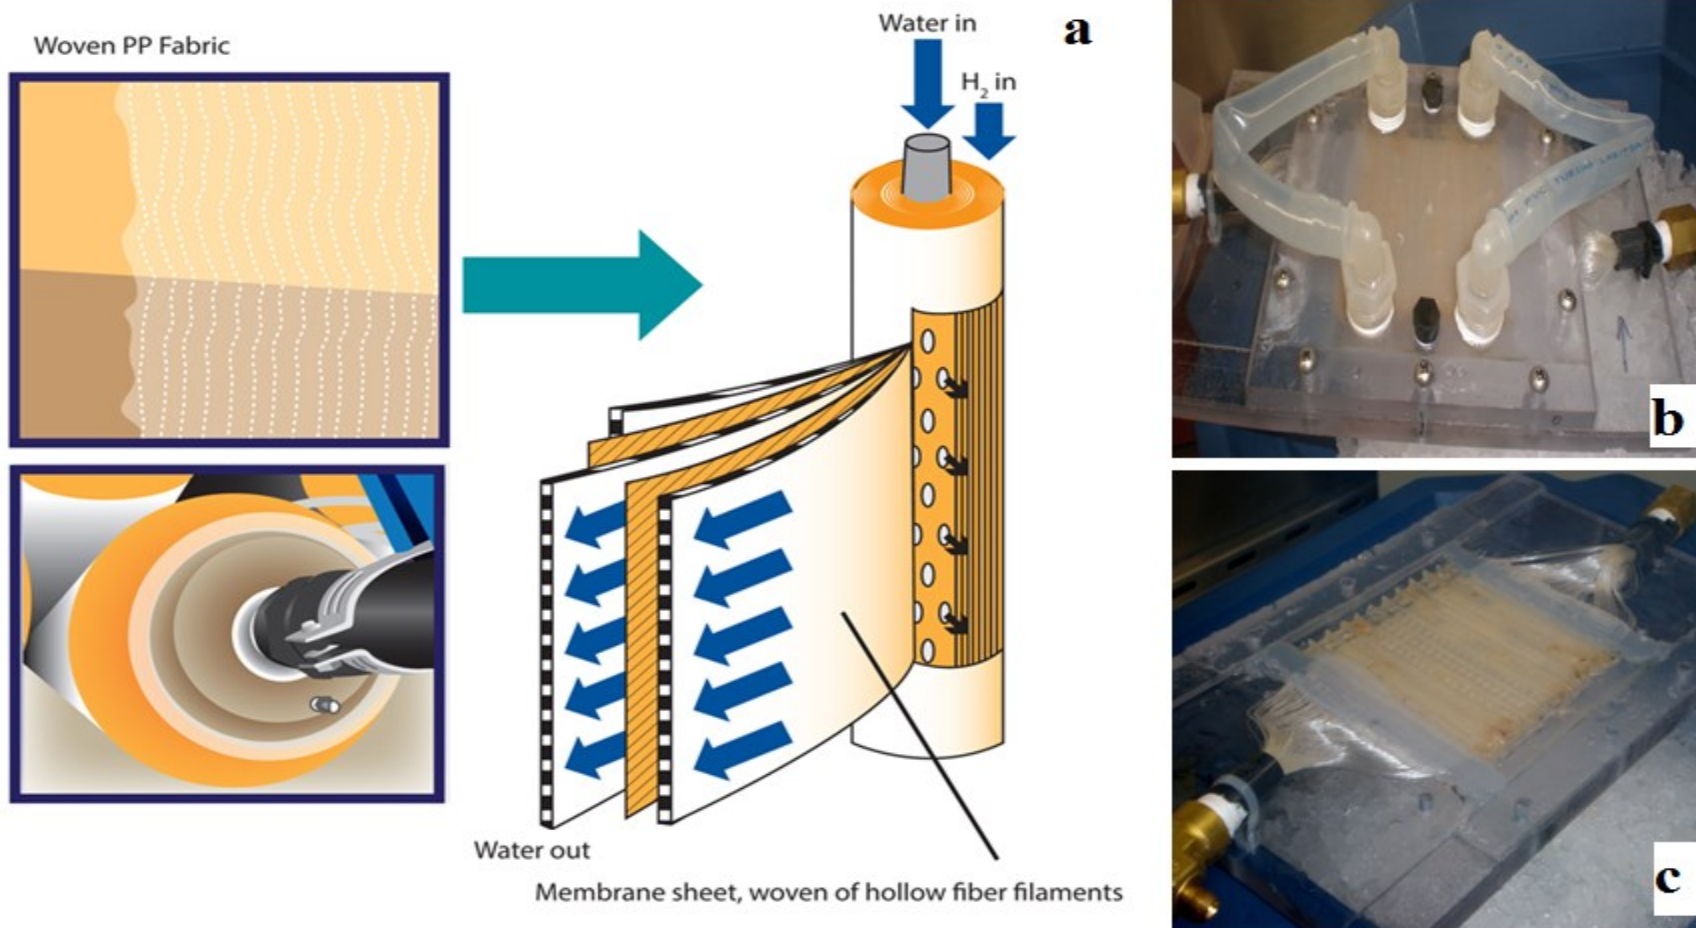 Woven PP Fabric
Water in
a
H₂ in
Water out
Membrane sheet, woven of hollow fiber filaments
b
c